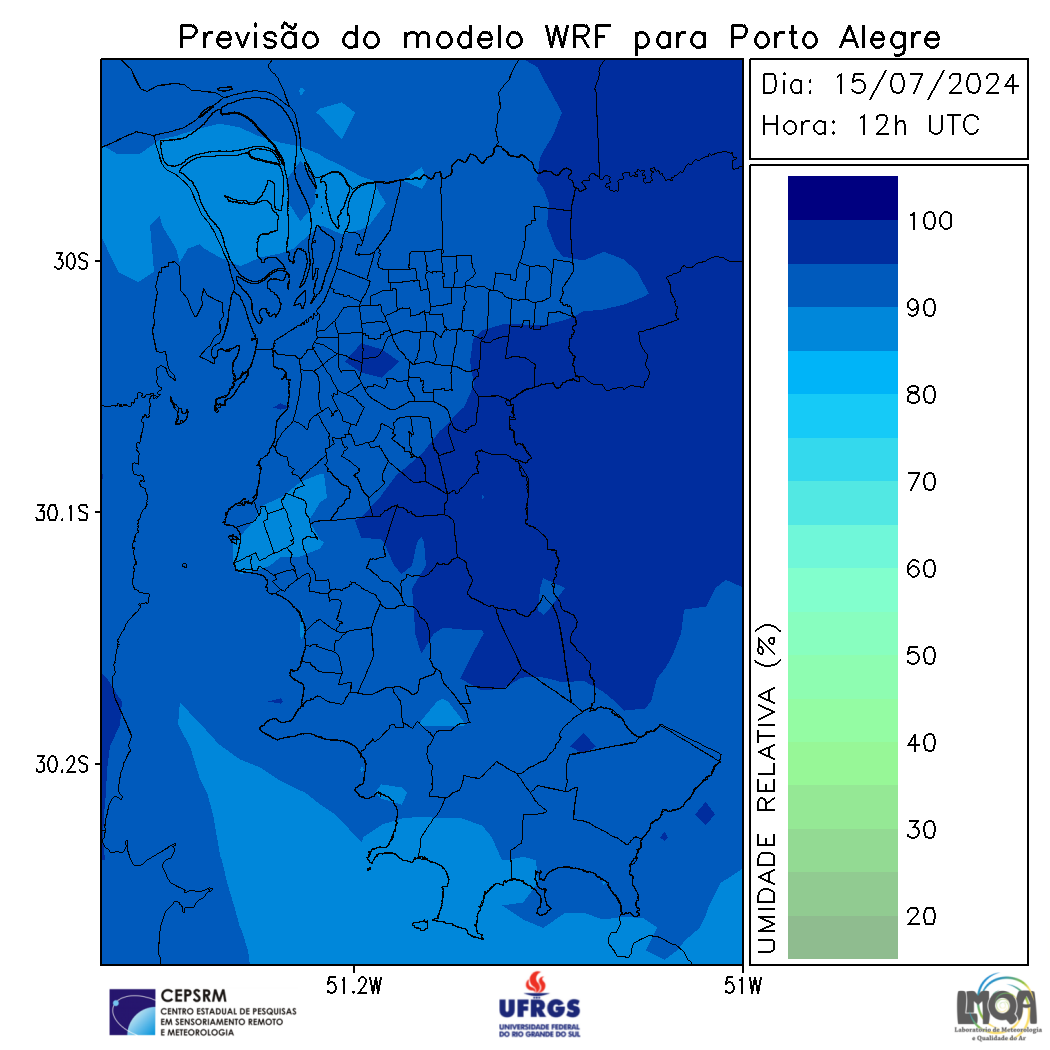 Previsão do modelo WRF para Porto Alegre
Dia: 15/07/2024
Hora: 12h UTC
30S
30.1S
30.2S
51.2W
51W
UMIDADE RELATIVA (%)
100
90
80
70
60
50
40
30
20
CEPSRM
CENTRO ESTADUAL DE PESQUISAS
EM SENSORIAMENTO REMOTO
E METEOROLOGIA
UFRGS
UNIVERSIDADE FEDERAL
DO RIO GRANDE DO SUL
LMQA
Laboratório de Meteorologia
e Qualidade do Ar